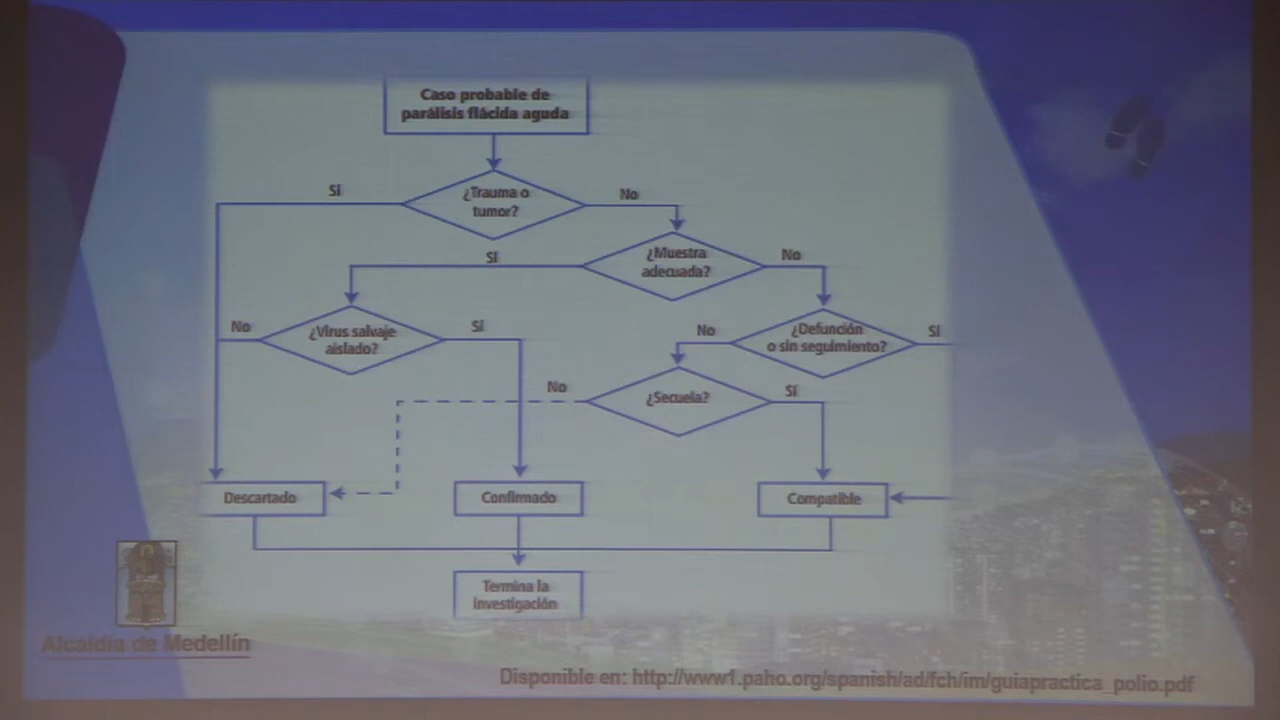 Caso probable de
parálisis flácida aguda
Sí
¿Trauma o
tumor?
No
Sí
¿Muestra
adecuada?
No
No
¿Virus salvaje
aislado?
Sí
No
¿Defunción
o sin seguimiento?
Sí
No
¿Secuela?
Sí
Descartado
Confirmado
Compatible
Termina la
investigación
Alcaldía de Medellín
Disponible en: http://www1.paho.org/spanish/ad/fch/im/guiapractica_polio.pdf